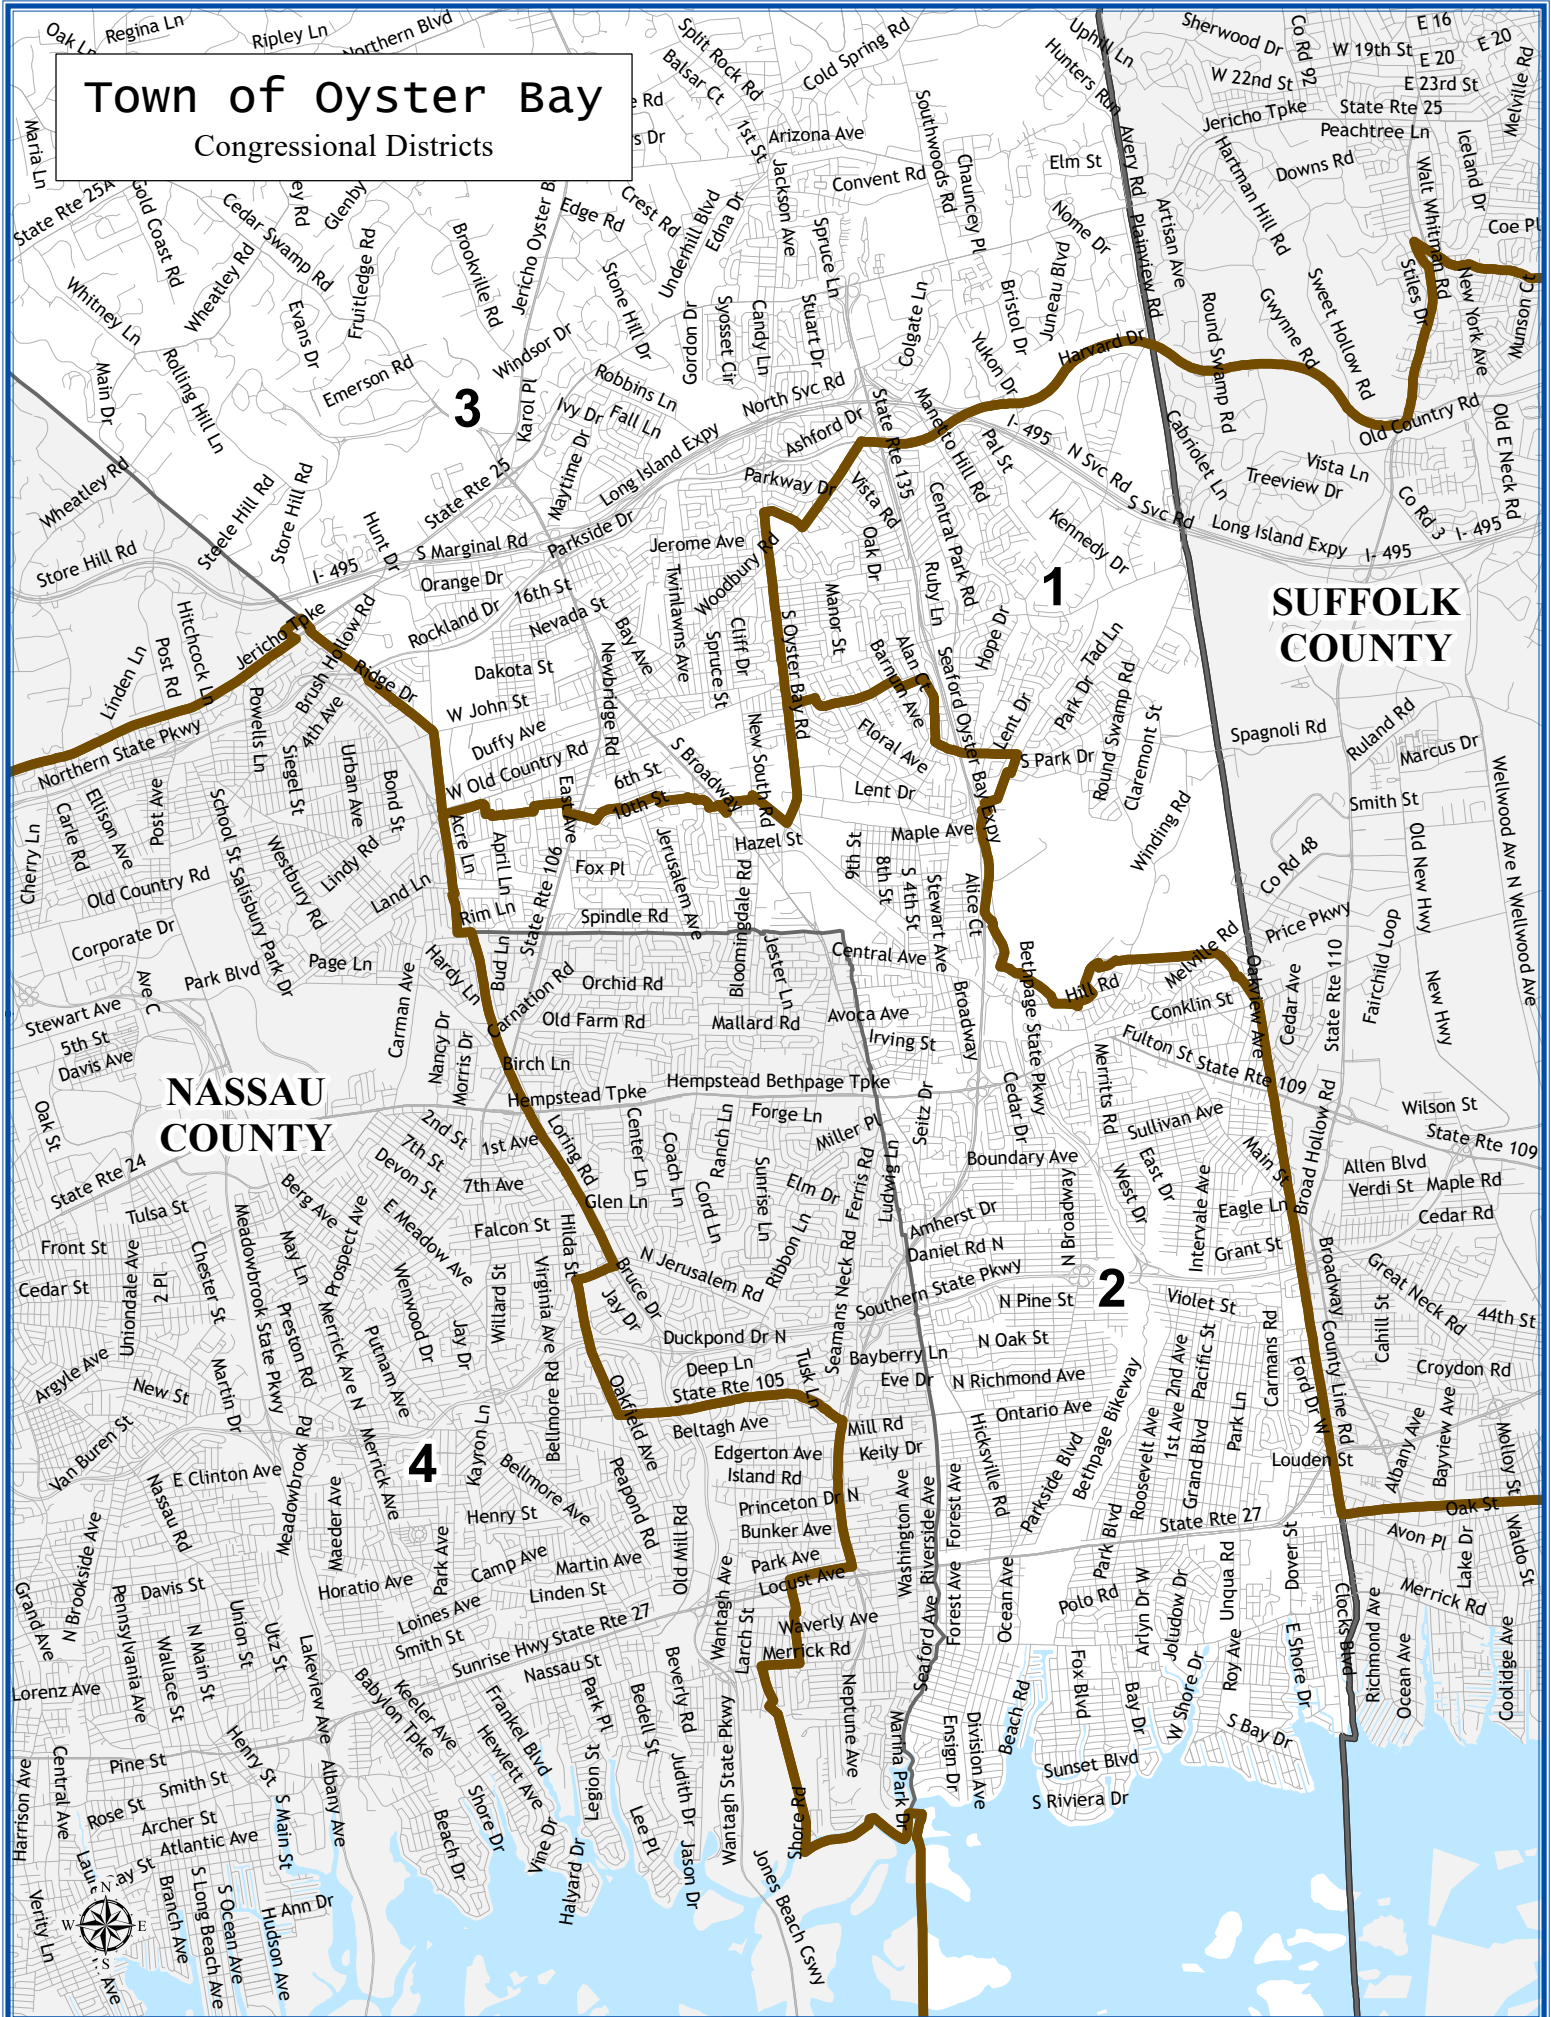 Town of Oyster Bay
Congressional Districts
Oak Ln
Regina Ln
Ripley Ln
Northern Blvd
Split Rock Rd
Balsar Ct
Cold Spring Rd
Uphill Ln
Hunters Run
Sherwood Dr
Co Rd 92
W 19th St
E 16
E 20
E 20
W 22nd St
E 23rd St
Melville Rd
Jericho Tpke
State Rte 25
Peachtree Ln
Maria Ln
1st St
Arizona Ave
Southwoods Rd
Convent Rd
Chauncey Pl
Elm St
Avery Rd
Hartman Hill Rd
Downs Rd
Walt Whitman Rd
Iceland Dr
Coe Pl
State Rte 25A
Gold Coast Rd
Cedar Swamp Rd
ey Rd
Glenby
Fruitledge Rd
Brookville Rd
Jericho Oyster B
Edge Rd
Crest Rd
Underhill Blvd
Edna Dr
Jackson Ave
Spruce Ln
Nome Dr
Juneau Blvd
Plainview Rd
Artisan Ave
Whitney Ln
Wheatley Rd
Evans Dr
Stone Hill Dr
Gordon Dr
Syosset Cir
Candy Ln
Stuart Dr
Colgate Ln
Bristol Dr
Yukon Dr
Harvard Dr
Round Swamp Rd
Gwynne Rd
Sweet Hollow Rd
Stiles Dr
New York Ave
Munson Ct
Main Dr
Rolling Hill Ln
Emerson Rd
Windsor Dr
Karol Pl
3
Robbins Ln
Ivy Dr
Fall Ln
North Svc Rd
Ashford Dr
State Rte 135
Manetto Hill Rd
Pal St
I- 495
N Svc Rd
S Svc Rd
Cabriolet Ln
Old Country Rd
Vista Ln
Treeview Dr
Old E Neck Rd
Wheatley Rd
Steele Hill Rd
Store Hill Rd
State Rte 25
Maytime Dr
Long Island Expy
Parkway Dr
Vista Rd
Central Park Rd
Kennedy Dr
Long Island Expy
Co Rd 3
I- 495
I- 495
Store Hill Rd
I- 495
Hunt Dr
S Marginal Rd
Parkside Dr
Jerome Ave
Woodbury Rd
Oak Dr
Ruby Ln
1
SUFFOLK
COUNTY
Orange Dr
16th St
Rockland Dr
Nevada St
Twinlawns Ave
Cliff Dr
Spruce St
Manor St
S Oyster Bay Rd
Barnum Ave
Alan Ct
Hope Dr
Tad Ln
Park Dr
Linden Ln
Post Rd
Hitchcock Ln
Jericho Tpke
Brush Hollow Rd
Ridge Dr
Dakota St
Bay Ave
Newbridge Rd
W John St
Duffy Ave
W Old Country Rd
New South Rd
Floral Ave
Seaford Oyster Bay Expy
Lent Dr
S Park Dr
Round Swamp Rd
Claremont St
Spagnoli Rd
Ruland Rd
Marcus Dr
Northern State Pkwy
Powells Ln
4th Ave
Siegel St
Urban Ave
Bond St
6th St
10th St
S Broadway
East Ave
Lent Dr
Maple Ave
Winding Rd
Smith St
Wellwood Ave N
Wellwood Ave
Cherry Ln
Carle Rd
Ellison Ave
Post Ave
School St
Salisbury Park Dr
Westbury Rd
Lindy Rd
Land Ln
Acre Ln
April Ln
State Rte 106
Fox Pl
Jerusalem Ave
Hazel St
Bloomingdale Rd
9th St
8th St
S 4th St
Stewart Ave
Alice Ct
Co Rd 48
Old New Hwy
Old Country Rd
Rim Ln
Spindle Rd
Corporate Dr
Park Blvd
Page Ln
Hardy Ln
Bud Ln
Carnation Rd
Orchid Rd
Jester Ln
Central Ave
Bethpage State Pkwy
Hill Rd
Melville Rd
Oakview Ave
Price Pkwy
Cedar Ave
State Rte 110
Fairchild Loop
New Hwy
Stewart Ave
Ave C
5th St
Davis Ave
Carman Ave
Nancy Dr
Morris Dr
Old Farm Rd
Mallard Rd
Avoca Ave
Irving St
Broadway
Conklin St
Fulton St State Rte 109
Birch Ln
Hempstead Tpke
Hempstead Bethpage Tpke
Forge Ln
Miller Pl
Seitz Dr
Cedar Dr
Merritts Rd
Sullivan Ave
Main St
Broad Hollow Rd
Wilson St
State Rte 109
NASSAU
COUNTY
Oak St
State Rte 24
2nd St
7th St
1st Ave
Devon St
7th Ave
Loring Rd
Glen Ln
Center Ln
Coach Ln
Ranch Ln
Cord Ln
Sunrise Ln
Elm Dr
Ferris Rd
Ludwig Ln
Boundary Ave
East Dr
West Dr
Intervale Ave
Eagle Ln
Allen Blvd
Verdi St
Maple Rd
Cedar Rd
Tulsa St
Berg Ave
Front St
Cedar St
Uniondale Ave
2 Pl
Chester St
Meadowbrook State Pkwy
May Ln
Prospect Ave
E Meadow Ave
Falcon St
Hilda St
Virginia Ave
Bruce Dr
Jay Dr
N Jerusalem Rd
Ribbon Ln
Seamans Neck Rd
Amherst Dr
Daniel Rd N
Southern State Pkwy
N Broadway
Grant St
2
N Pine St
Violet St
Broadway
Great Neck Rd
Cahill St
44th St
Preston Rd
Merrick Ave N
Wenwood Dr
Willard St
Jay Dr
Putnam Ave
Bellmore Rd
Duckpond Dr N
Deep Ln
State Rte 105
Tusk Ln
Bayberry Ln
Eve Dr
N Oak St
N Richmond Ave
Ontario Ave
Bethpage Bikeway
1st Ave
2nd Ave
Pacific St
Park Ln
Carmans Rd
Ford Dr W
County Line Rd
Croydon Rd
Argyle Ave
New St
Martin Dr
Van Buren St
E Clinton Ave
Nassau Rd
Meadowbrook Rd
Merrick Ave
4
Kayron Ln
Bellmore Ave
Oakfield Ave
Beltagh Ave
Edgerton Ave
Island Rd
Mill Rd
Keily Dr
Hicksville Rd
Parkside Blvd
Roosevelt Ave
Grand Blvd
Louden St
Albany Ave
Bayview Ave
Molloy St
N Brookside Ave
Maeder Ave
Henry St
Peapond Rd
Old Mill Rd
Princeton Dr N
Bunker Ave
Park Ave
Locust Ave
Washington Ave
Riverside Ave
Forest Ave
Forest Ave
Park Blvd
State Rte 27
Dover St
Oak St
Avon Pl
Lake Dr
Waldo St
Grand Ave
Davis St
Horatio Ave
Park Ave
Camp Ave
Martin Ave
Linden St
Wantagh Ave
Larch St
Waverly Ave
Merrick Rd
Seaford Ave
Ocean Ave
Polo Rd
Arlyn Dr W
Joludow Dr
Unqua Rd
Roy Ave
E Shore Dr
Clocks Blvd
Richmond Ave
Merrick Rd
Ocean Ave
Coolidge Ave
Pennsylvania Ave
Wallace St
N Main St
Union St
Utz St
Lakeview Ave
Loines Ave
Smith St
Sunrise Hwy State Rte 27
Nassau St
Lorenz Ave
Babylon Tpke
Keeler Ave
Frankel Blvd
Hewlett Ave
Park Pl
Bedell St
Beverly Rd
Wantagh State Pkwy
Neptune Ave
Marina Park Dr
Ensign Dr
Division Ave
Beach Rd
Fox Blvd
Bay Dr
W Shore Dr
S Bay Dr
Sunset Blvd
S Riviera Dr
Harrison Ave
Central Ave
Pine St
Smith St
Rose St
Archer St
Atlantic Ave
Henry St
S Main St
Albany Ave
Beach Dr
Shore Dr
Vine Dr
Halyard Dr
Legion St
Lee Pl
Judith Dr
Jason Dr
Shore Rd
Jones Beach Cswy
Verity Ln
ay St
Branch Ave
S Long Beach Ave
S Ocean Ave
Hudson Ave
Ann Dr
Ave
N
W
E
S